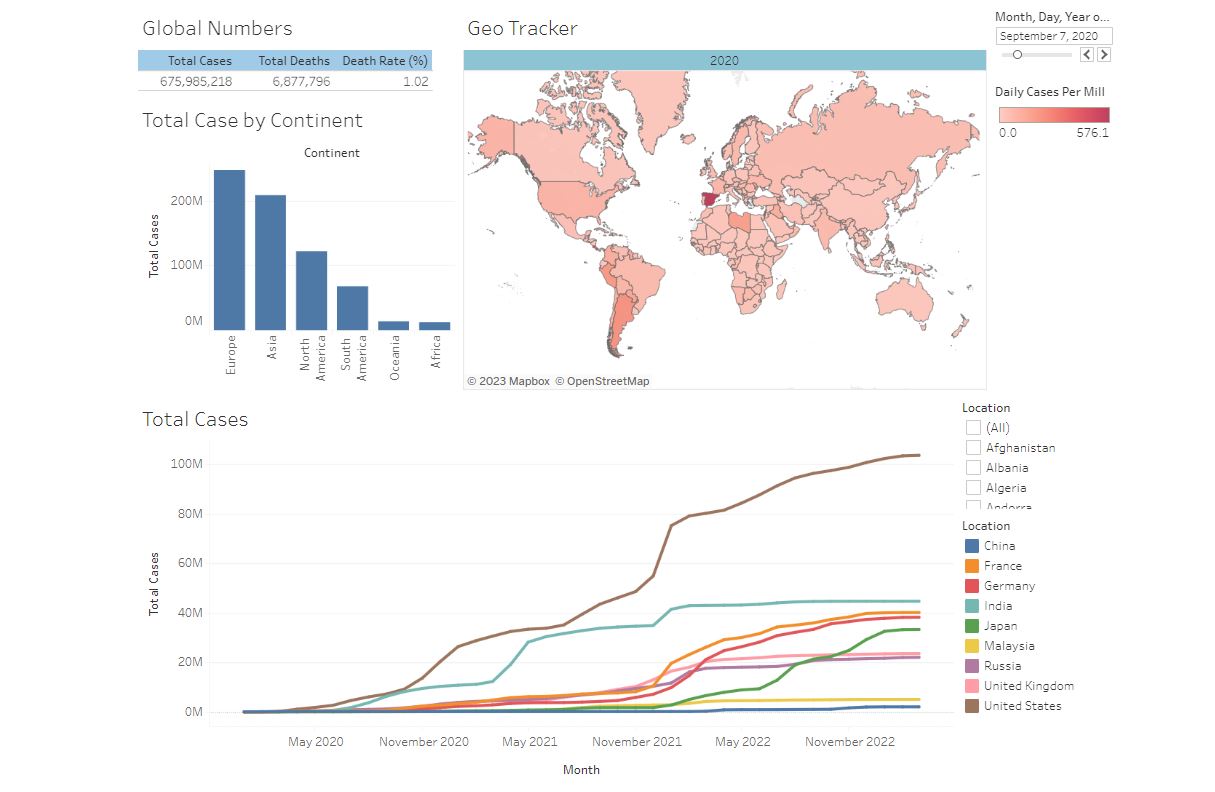 Global Numbers
Total Cases Total Deaths Death Rate (%)
675,985,218 6,877,796 1.02
Total Case by Continent
Continent
Total Cases
200M
100M
0M
Europe
Asia
North America
South America
Oceania
Africa
Geo Tracker
2020
© 2023 Mapbox © OpenStreetMap
Month, Day, Year o...
September 7, 2020
Daily Cases Per Mill
0.0 576.1
Total Cases
Total Cases
100M
80M
60M
40M
20M
0M
May 2020 November 2020 May 2021 November 2021 May 2022 November 2022
Month
Location
(All)
Afghanistan
Albania
Algeria
Andorra
Location
China
France
Germany
India
Japan
Malaysia
Russia
United Kingdom
United States